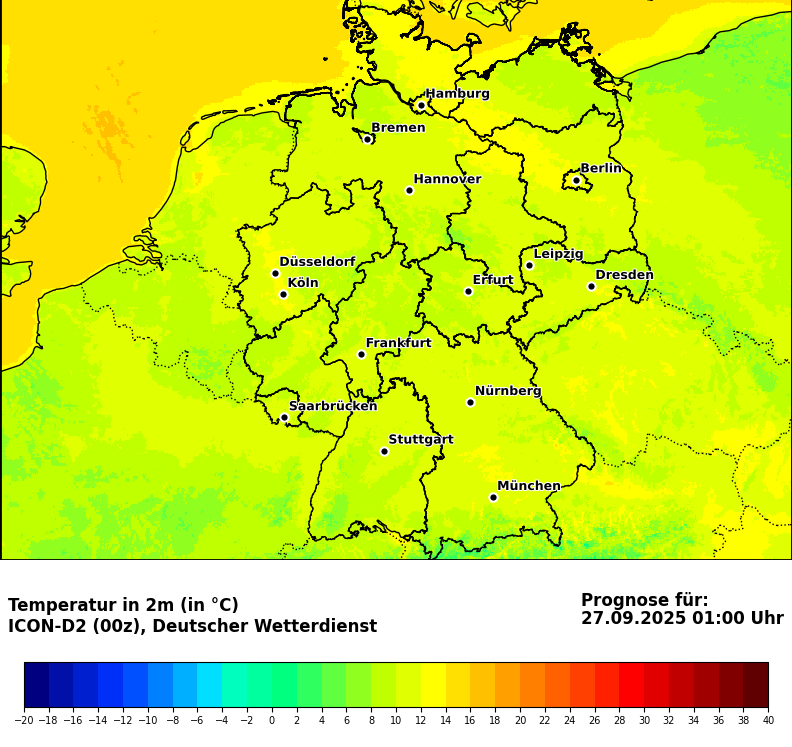 Hamburg
Bremen
Berlin
Hannover
Leipzig
Düsseldorf
Dresden
Köln
Erfurt
Frankfurt
Nürnberg
Saarbrücken
Stuttgart
München
Temperatur in 2m (in °C)
ICON-D2 (00z), Deutscher Wetterdienst
Prognose für:
27.09.2025 01:00 Uhr
−20 −18 −16 −14 −12 −10 −8 −6 −4 −2 0 2 4 6 8 10 12 14 16 18 20 22 24 26 28 30 32 34 36 38 40